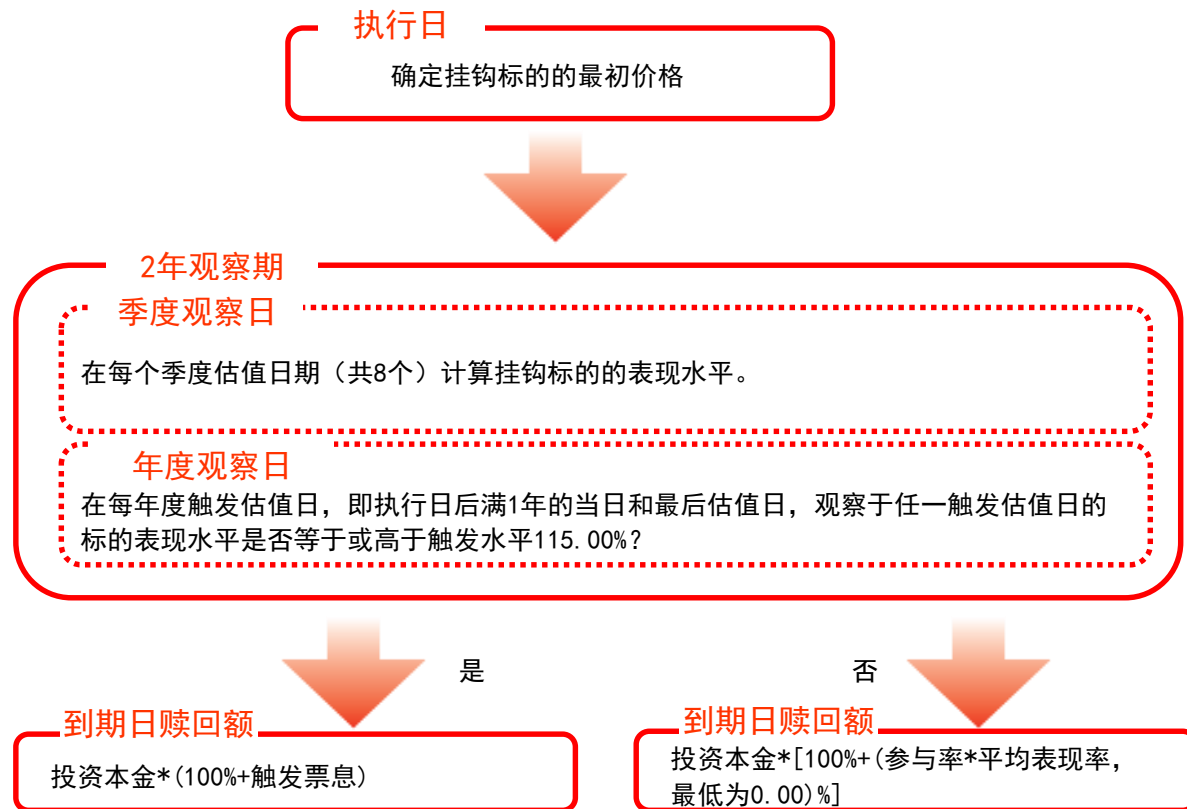 执行日
确定挂钩标的的最初价格
2年观察期
季度观察日
在每个季度估值日期（共8个）计算挂钩标的的表现水平。
年度观察日
在每年度触发估值日，即执行日后满1年的当日和最后估值日，观察于任一触发估值日的
标的表现水平是否等于或高于触发水平115.00%?
是
否
到期日赎回额
投资本金*(100%+触发票息)
到期日赎回额
投资本金*[100%+(参与率*平均表现率，
最低为0.00)%]